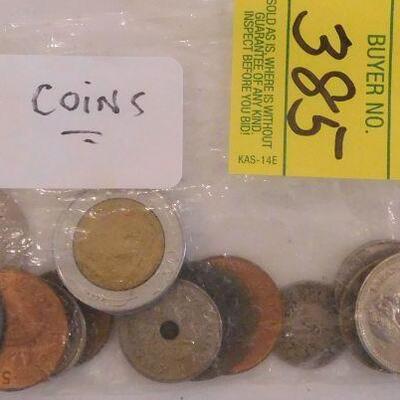 COINS
BUYER NO.
385
SOLD AS IS, WHERE IS WITHOUT
GUARANTEE OF ANY KIND.
INSPECT BEFORE YOU BID!
KAS-14E